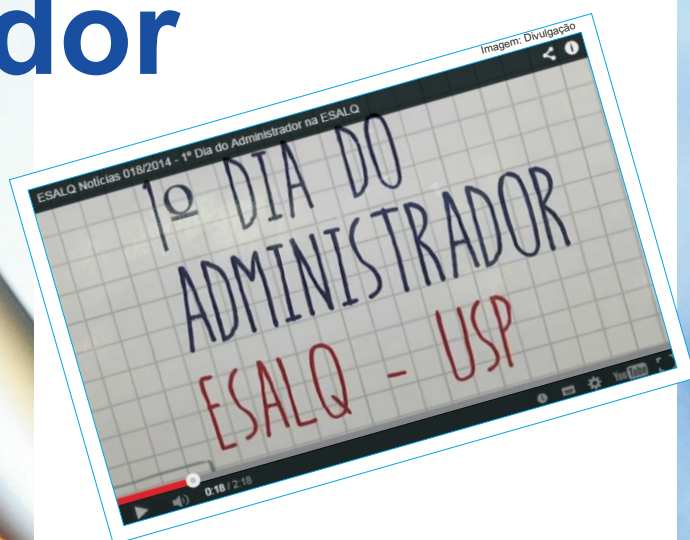 dor
Imagem: Divulgação
ESALQ Notícias 018/2014 - 1º Dia do Administrador na ESALQ
1º DIA DO
ADMINISTRADOR
ESALQ - USP
YouTube
0:18 / 2:18